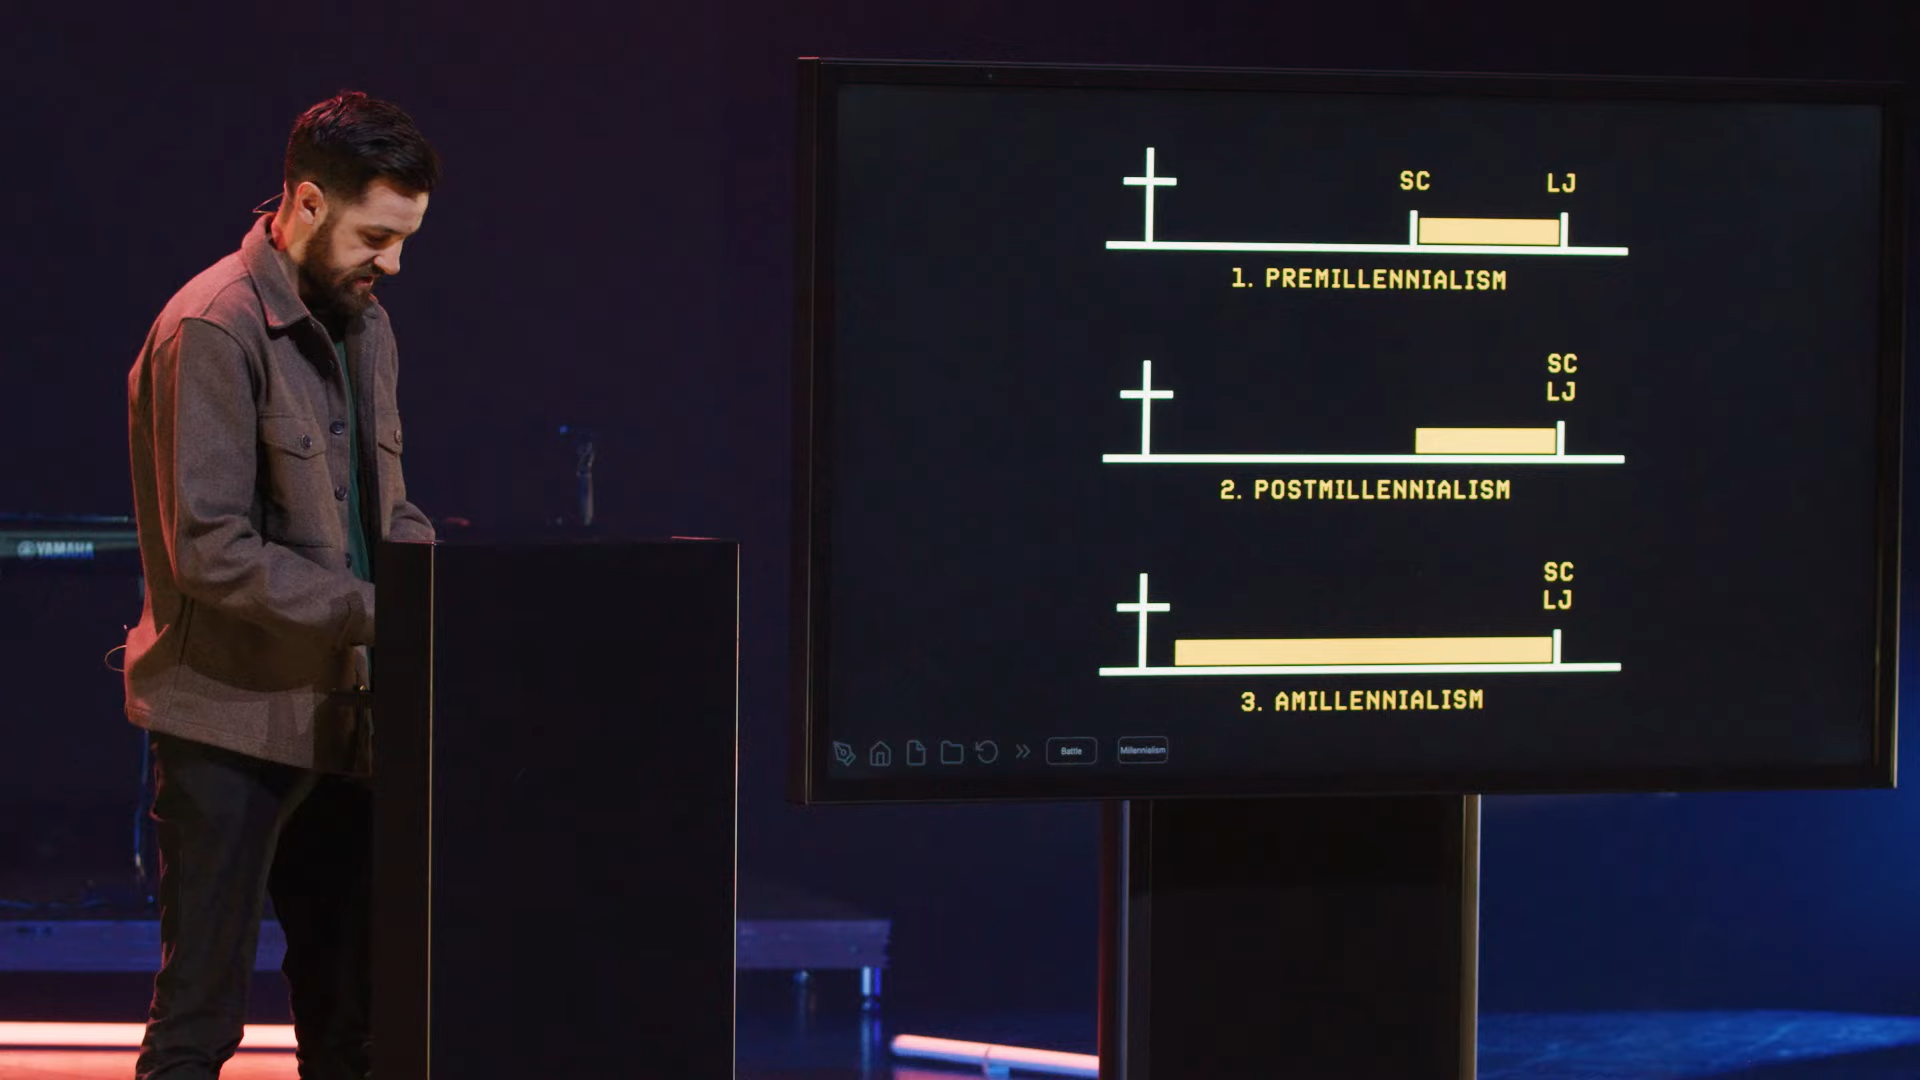 SC LJ
1. PREMILLENNIALISM
SC
LJ
2. POSTMILLENNIALISM
SC
LJ
3. AMILLENNIALISM
Battle Millennialism
YAMAHA